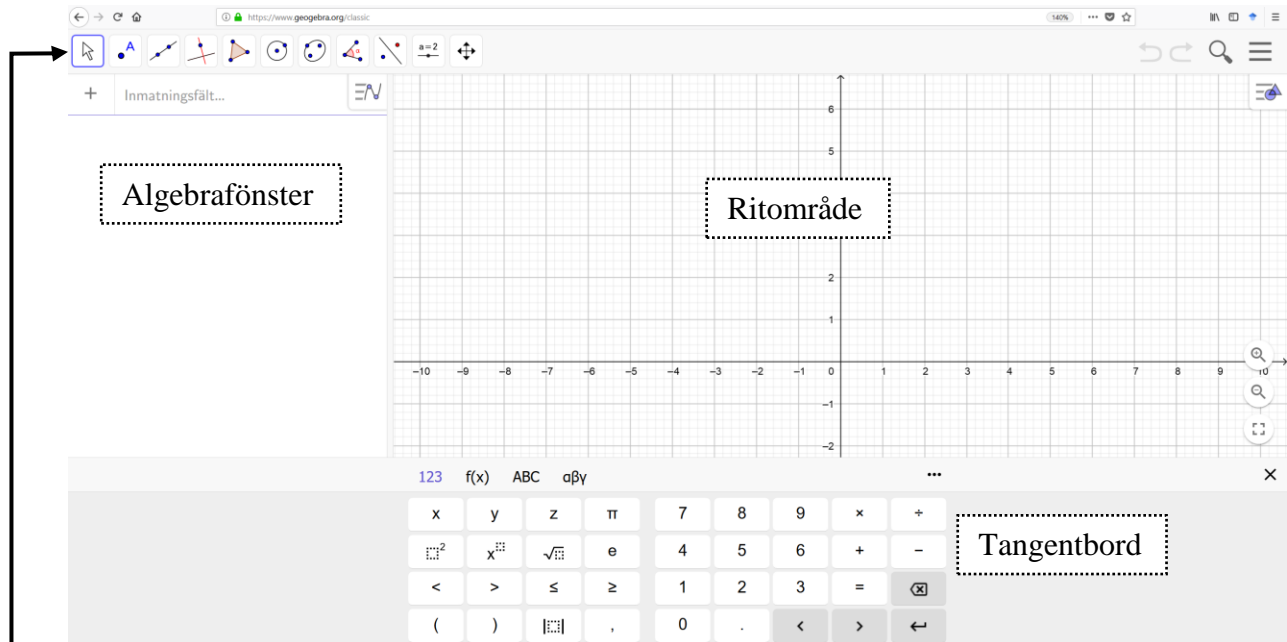 https://www.geogebra.org/classic 140%
A α a=2
+ Inmatningsfält...
Algebrafönster
Ritområde
6
5
2
1
–10 –9 –8 –7 –6 –5 –4 –3 –2 –1 0 1 2 3 4 5 6 7 8 9 10
–1
–2
123 f(x) ABC αβγ
x y z π 7 8 9 × ÷
2 x √ e 4 5 6 + −
< > ≤ ≥ 1 2 3 =
( ) | | , 0 . < >
Tangentbord